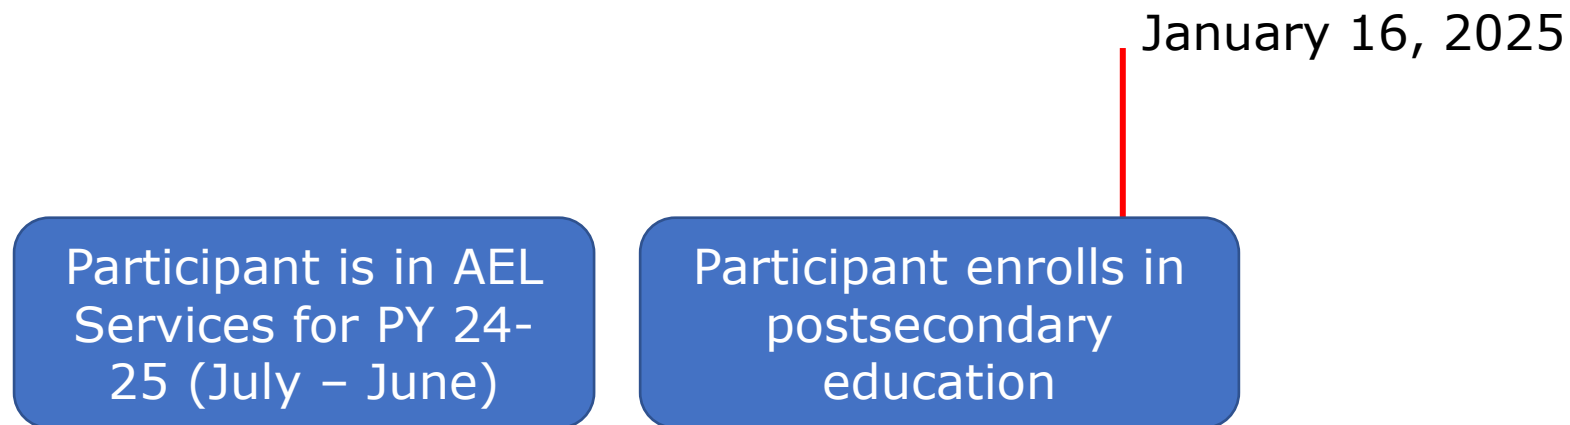 January 16, 2025
Participant is in AEL
Services for PY 24-
25 (July – June)
Participant enrolls in
postsecondary
education